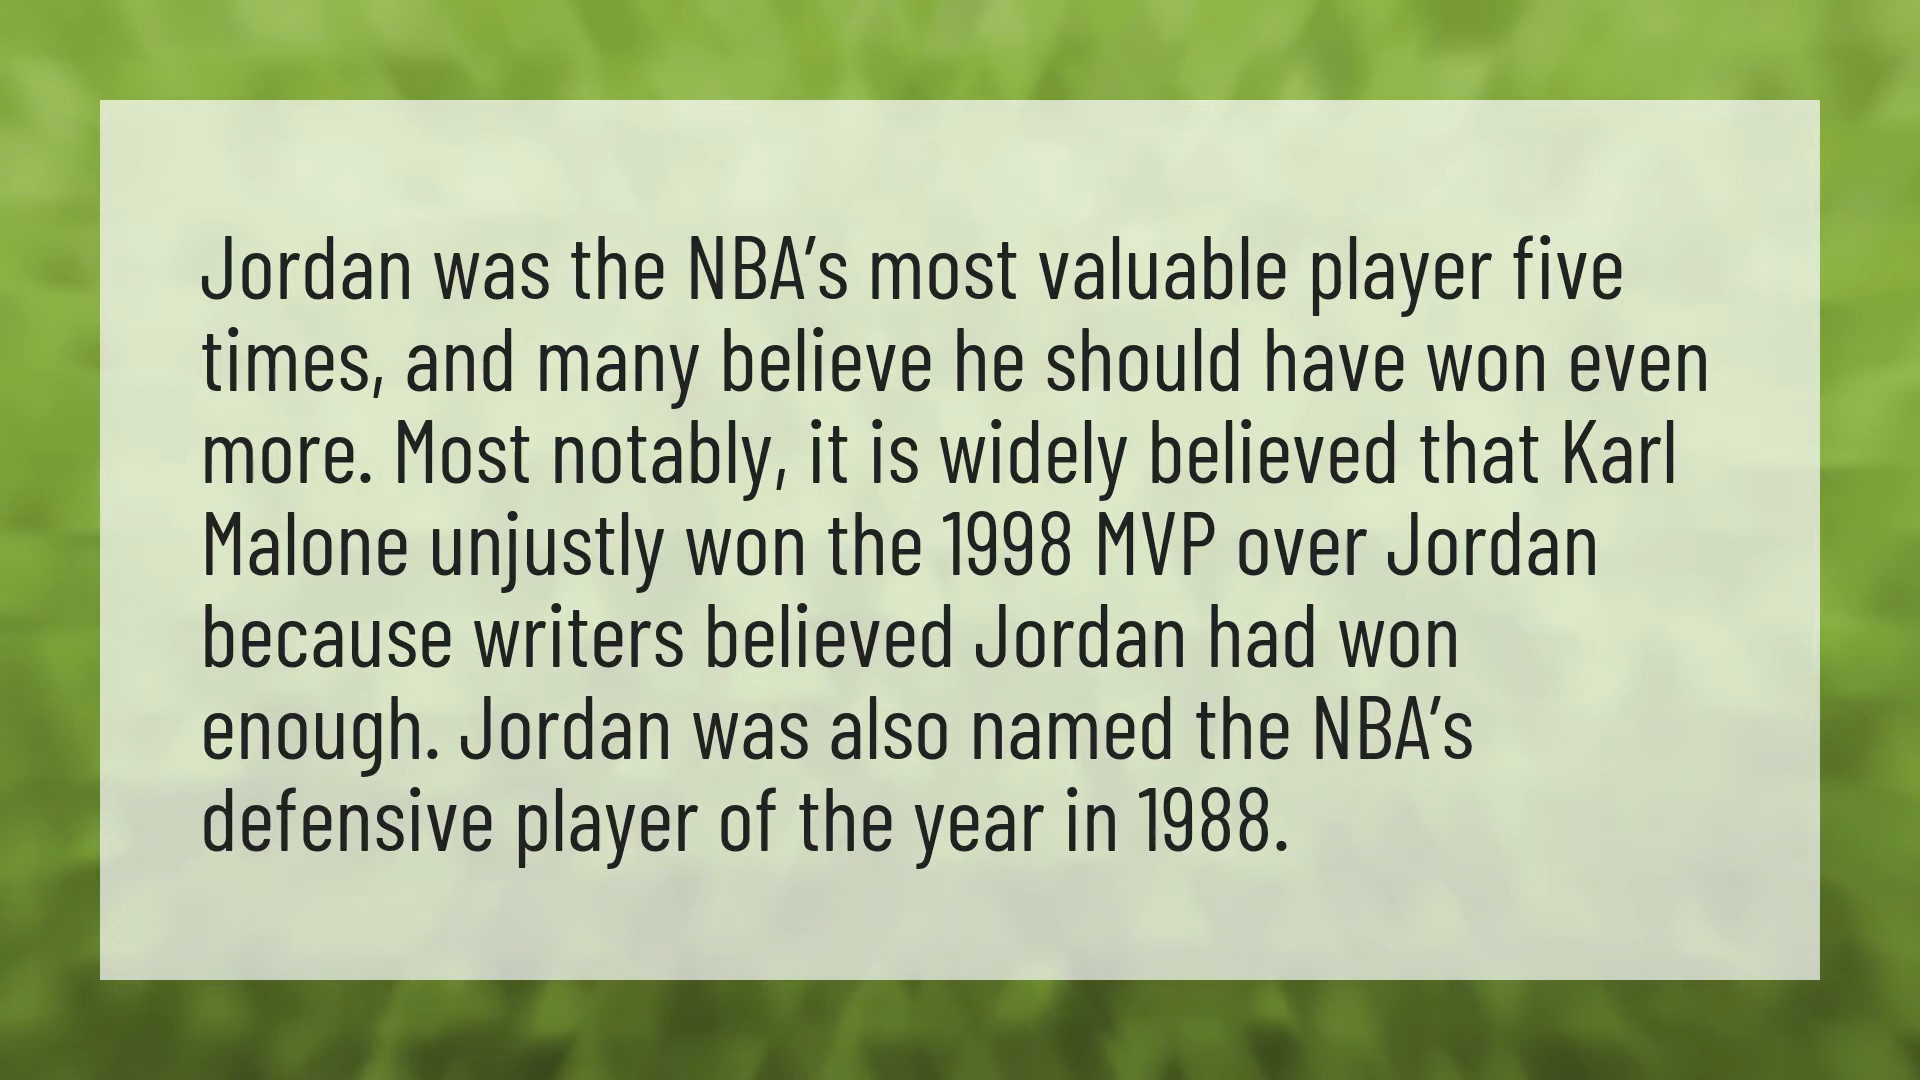 Jordan was the NBA’s most valuable player five
times, and many believe he should have won even
more. Most notably, it is widely believed that Karl
Malone unjustly won the 1998 MVP over Jordan
because writers believed Jordan had won
enough. Jordan was also named the NBA’s
defensive player of the year in 1988.